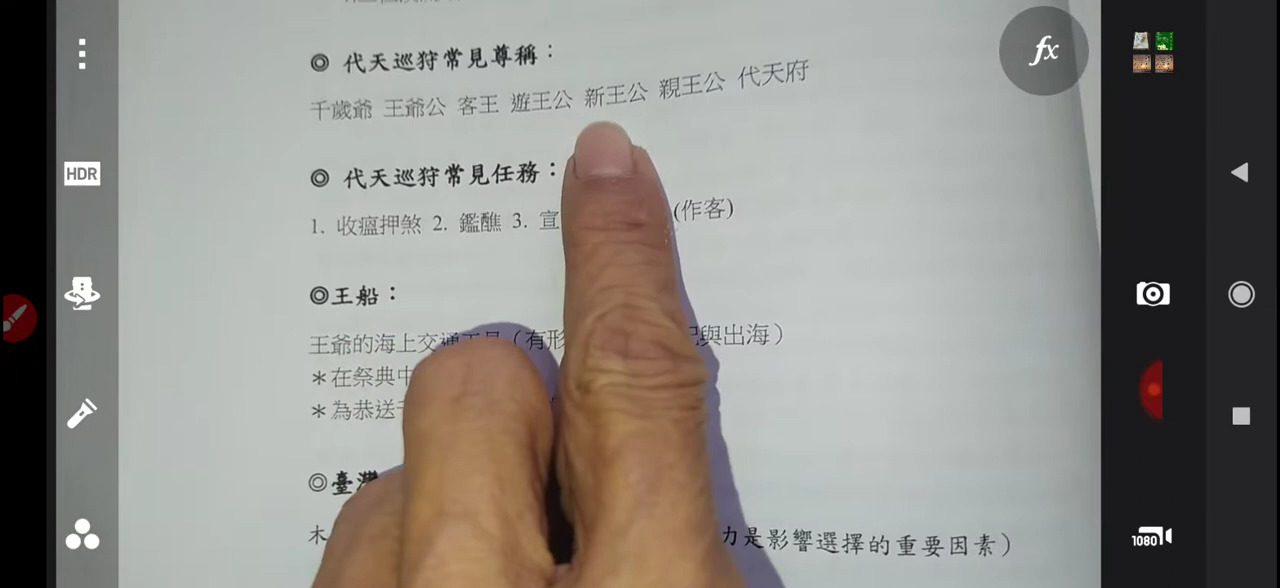 ◎ 代天巡狩常見尊稱：
千歲爺 王爺公 客王 遊王公 新王公 親王公 代天府
◎ 代天巡狩常見任務：
1. 收瘟押煞 2. 鑑醮 3. 宣 (作客)
◎王船：
王爺的海上交通 （有形 與出海）
＊在祭典中
＊為恭送
◎臺灣
木 力是影響選擇的重要因素）
fx
HDR
1080